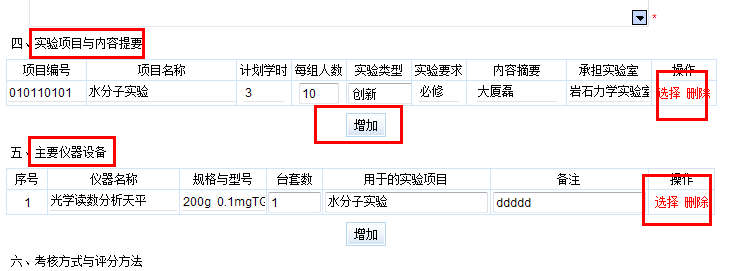 *
四、实验项目与内容提要
项目编号 项目名称 计划学时 每组人数 实验类型 实验要求 内容摘要 承担实验室 操作
010110101 水分子实验 3 10 创新 必修 大厦磊 岩石力学实验室 选择 删除
增加
五、主要仪器设备
序号 仪器名称 规格与型号 台套数 用于的实验项目 备注 操作
1 光学读数分析天平 200g 0.1mgTG 1 水分子实验 ddddd 选择 删除
增加
六、考核方式与评分方法